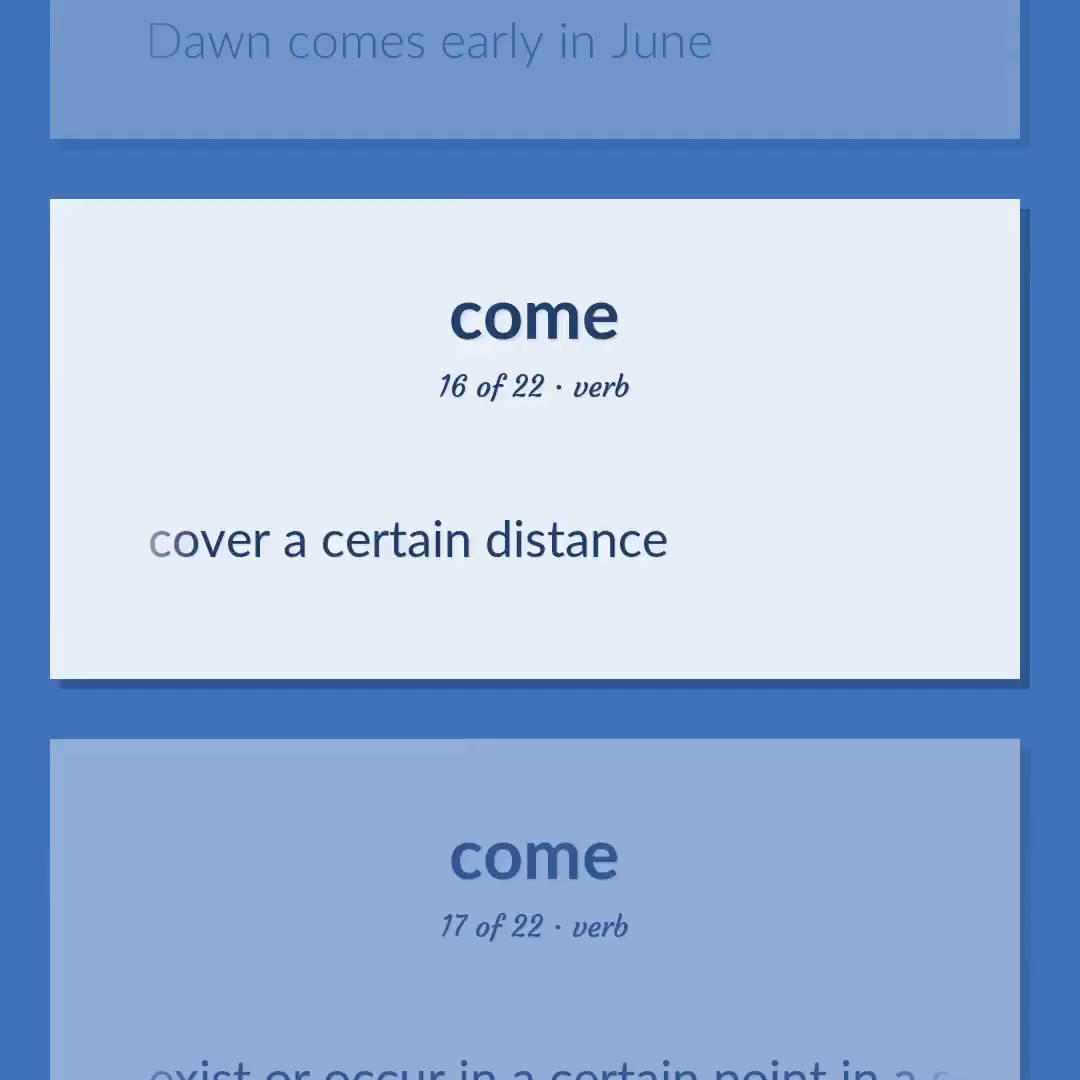 Dawn comes early in June
come
16 of 22 · verb
cover a certain distance
come
17 of 22 · verb
exist or occur in a certain point in a